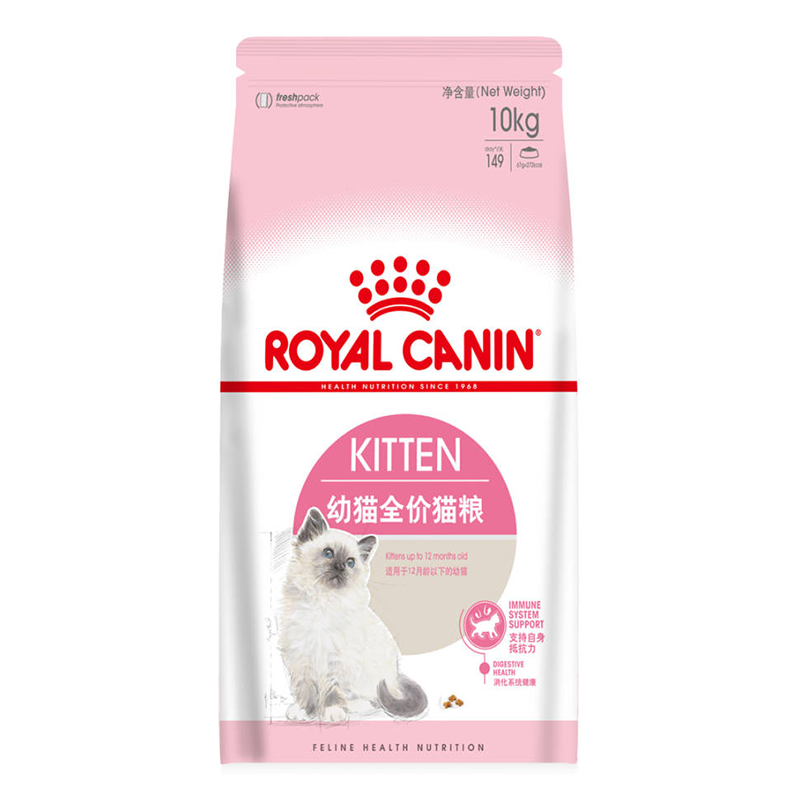 freshpack
Protective atmosphere
净含量(Net Weight)
10kg
149
ROYAL CANIN®
HEALTH NUTRITION SINCE 1968
KITTEN
幼猫全价猫粮
Kittens up to 12 months old
适用于12月龄以下的幼猫
IMMUNE
SYSTEM
SUPPORT
支持自身
抵抗力
DIGESTIVE
HEALTH
消化系统健康
FELINE HEALTH NUTRITION